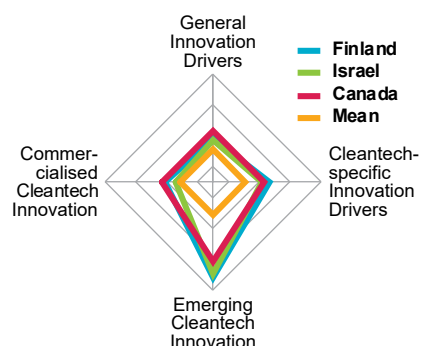 General
Innovation
Drivers
Finland
Israel
Canada
Mean
Commer-
cialised
Cleantech
Innovation
Cleantech-
specific
Innovation
Drivers
Emerging
Cleantech
Innovation